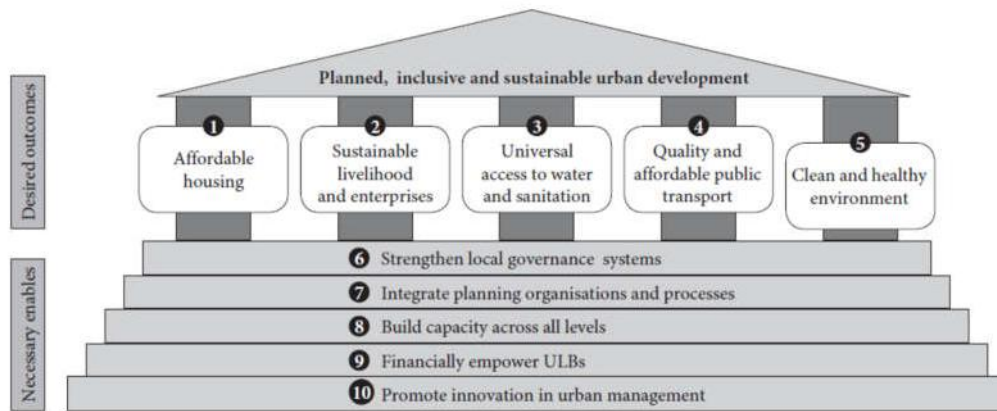 Planned, inclusive and sustainable urban development
Desired outcomes
1
Affordable
housing
2
Sustainable
livelihood
and enterprises
3
Universal
access to water
and sanitation
4
Quality and
affordable public
transport
5
Clean and healthy
environment
Necessary enables
6 Strengthen local governance systems
7 Integrate planning organisations and processes
8 Build capacity across all levels
9 Financially empower ULBs
10 Promote innovation in urban management